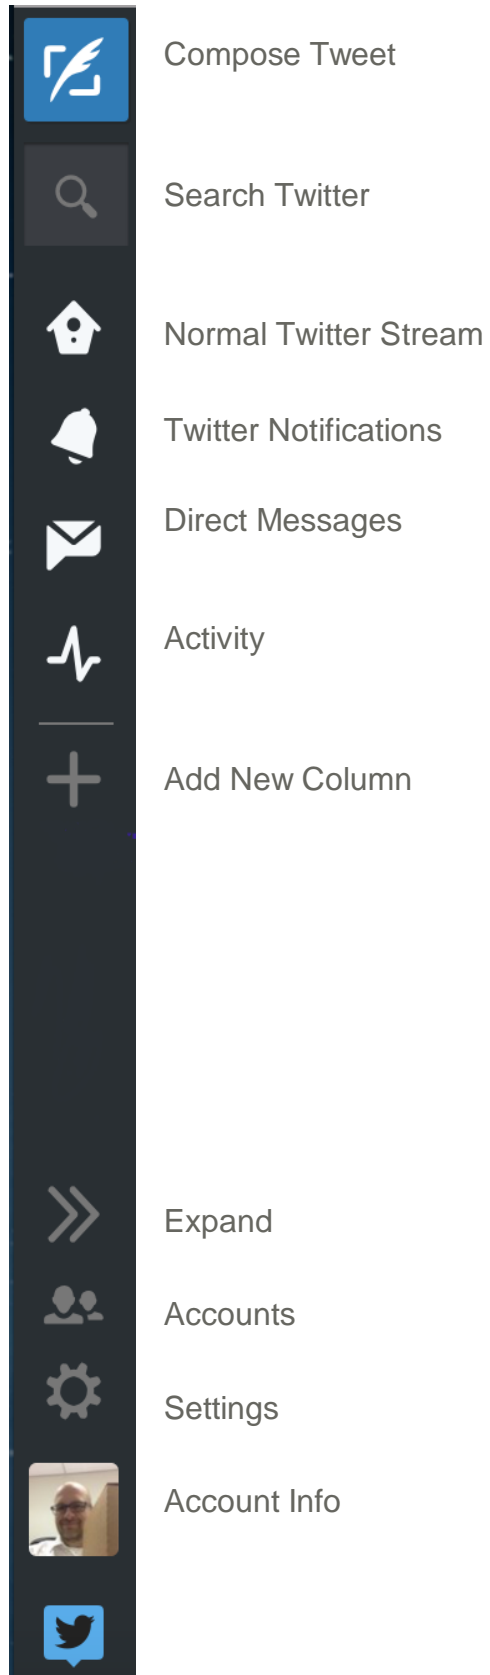 Compose Tweet
Search Twitter
Normal Twitter Stream
Twitter Notifications
Direct Messages
Activity
Add New Column
Expand
Accounts
Settings
Account Info